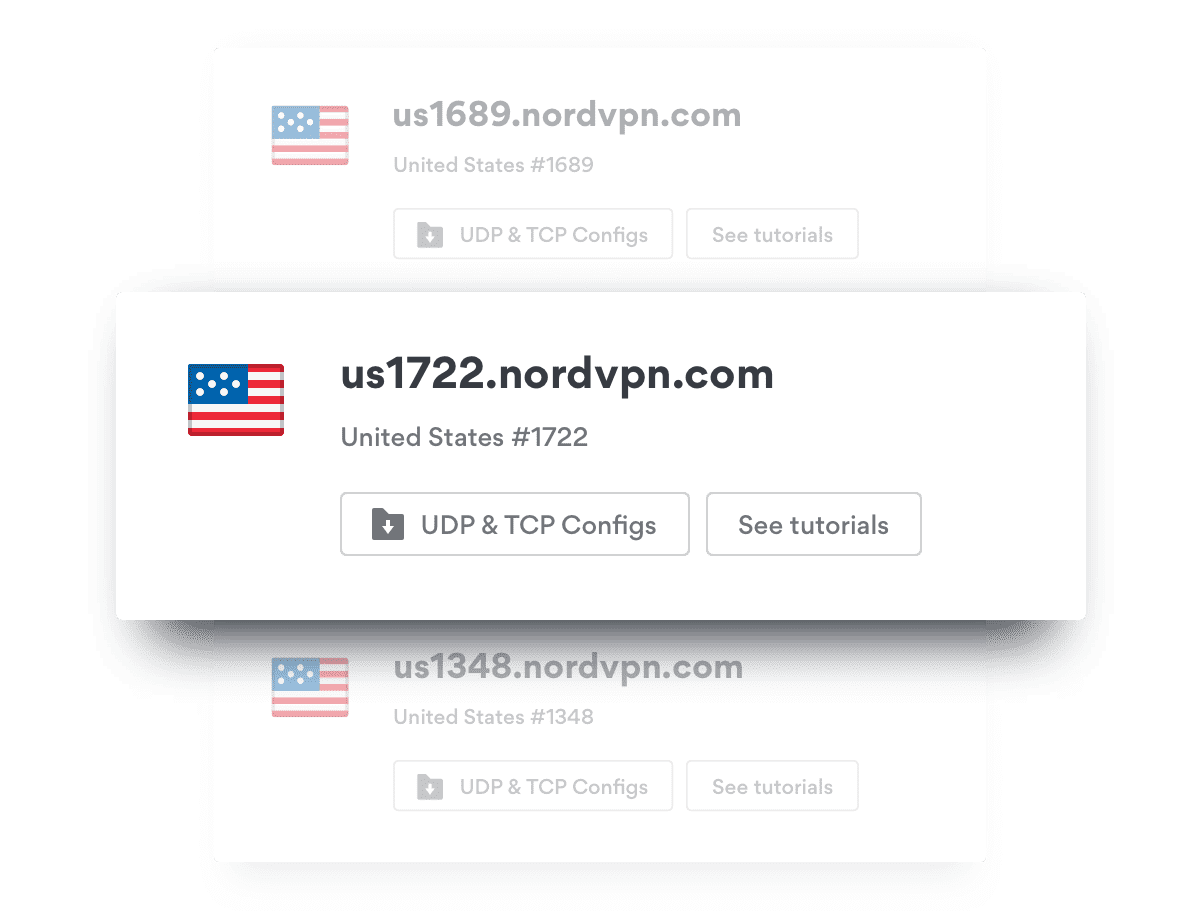 us1689.nordvpn.com
United States #1689
UDP & TCP Configs See tutorials
us1722.nordvpn.com
United States #1722
UDP & TCP Configs See tutorials
us1348.nordvpn.com
United States #1348
UDP & TCP Configs See tutorials